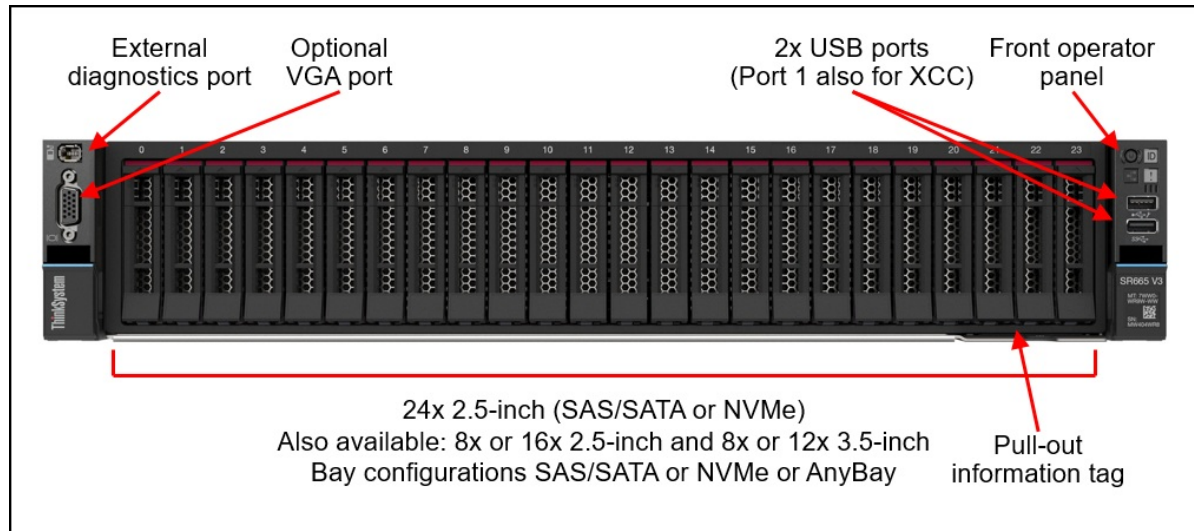 External
diagnostics port
Optional
VGA port
2x USB ports
(Port 1 also for XCC)
Front operator
panel
0 1 2 3 4 5 6 7 8 9 10 11 12 13 14 15 16 17 18 19 20 21 22 23
ID
ThinkSystem
SR665 V3
24x 2.5-inch (SAS/SATA or NVMe)
Also available: 8x or 16x 2.5-inch and 8x or 12x 3.5-inch
Bay configurations SAS/SATA or NVMe or AnyBay
Pull-out
information tag